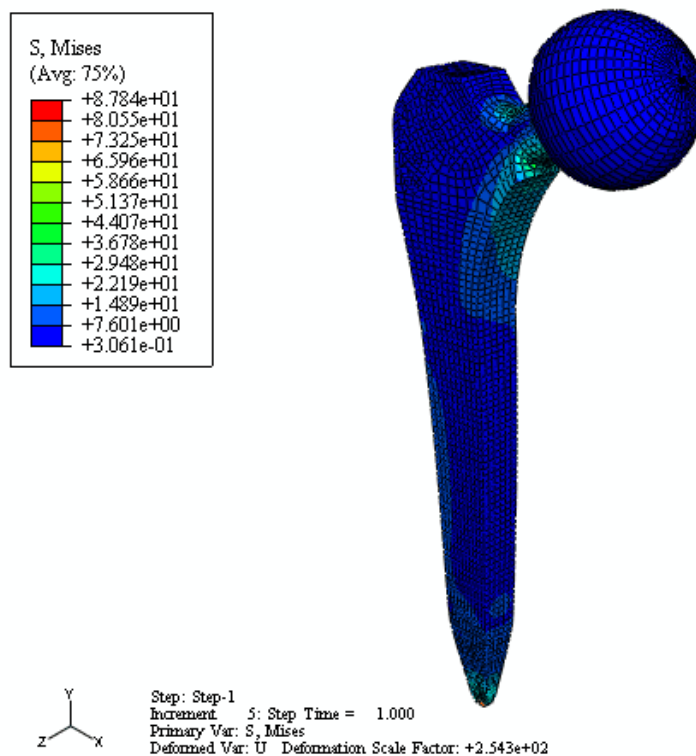 S, Mises
(Avg: 75%)
+8.784e+01
+8.055e+01
+7.325e+01
+6.596e+01
+5.866e+01
+5.137e+01
+4.407e+01
+3.678e+01
+2.948e+01
+2.219e+01
+1.489e+01
+7.601e+00
+3.061e-01
Y
Z X
Step: Step-1
Increment 5: Step Time = 1.000
Primary Var: S, Mises
Deformed Var: U Deformation Scale Factor: +2.543e+02